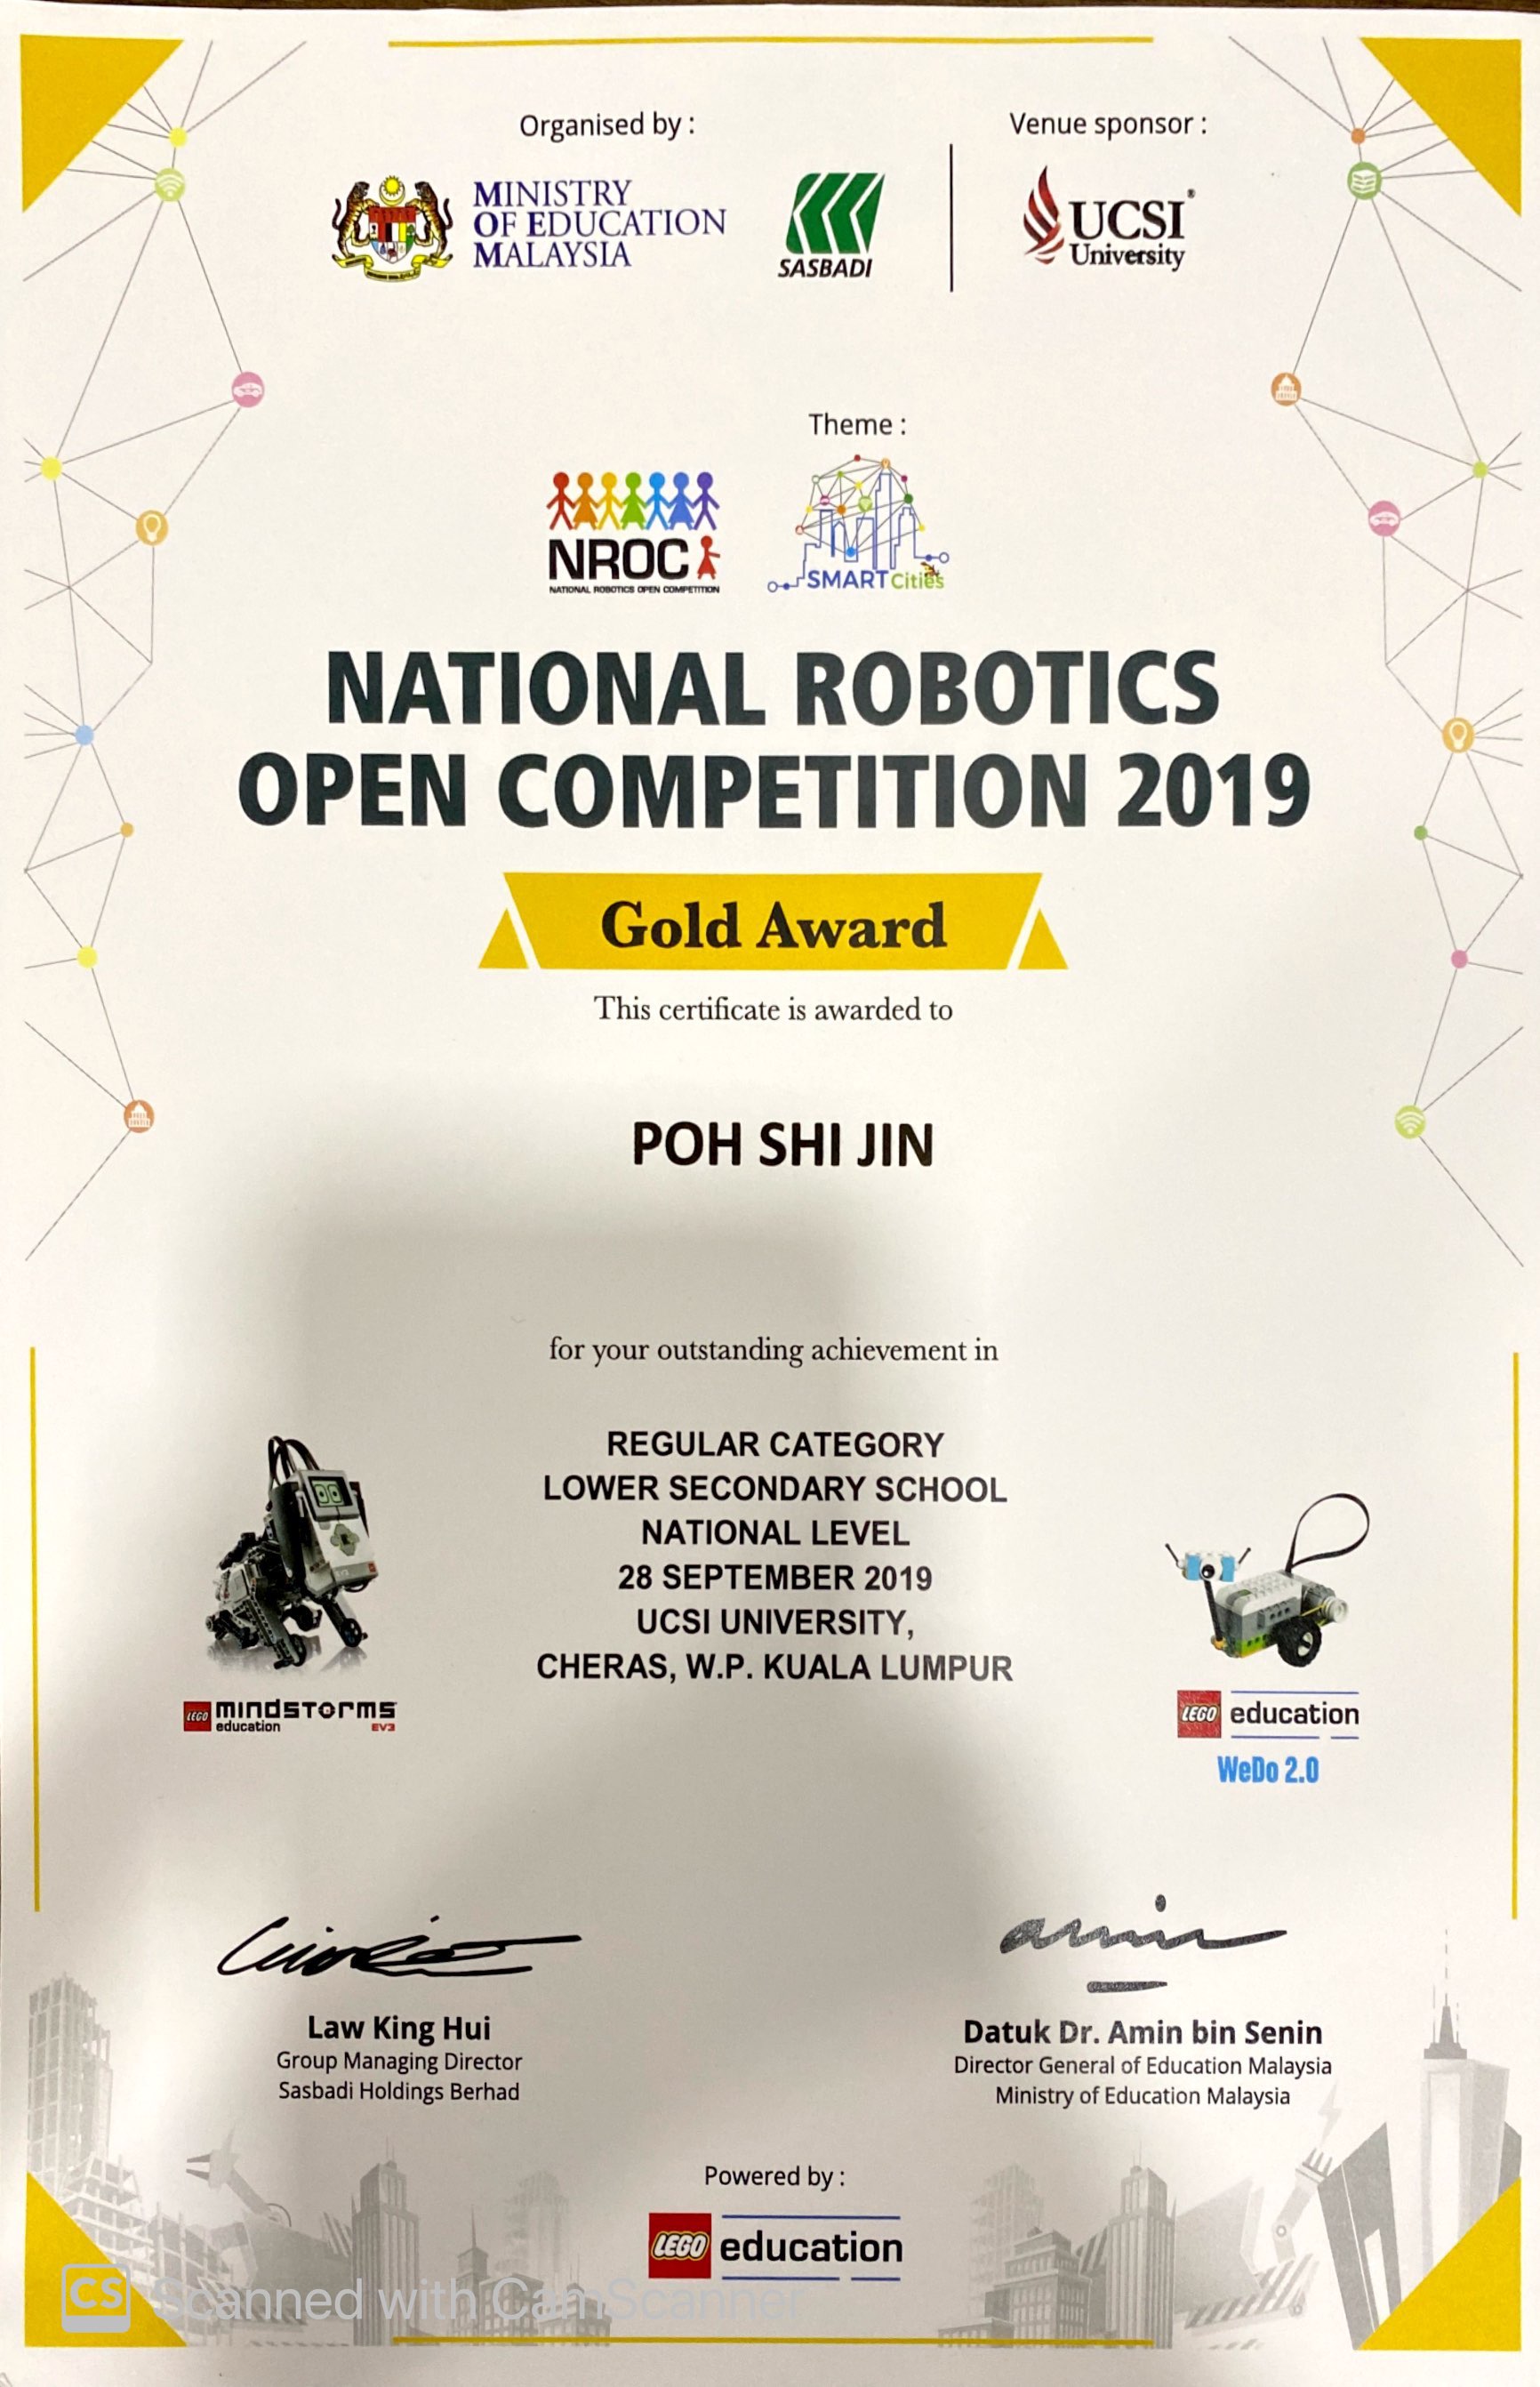 Organised by :
Venue sponsor :
MINISTRY
OF EDUCATION
MALAYSIA
SASBADI
UCSI
University
Theme :
NROC
NATIONAL ROBOTICS OPEN COMPETITION
SMART Cities
NATIONAL ROBOTICS
OPEN COMPETITION 2019
Gold Award
This certificate is awarded to
POH SHI JIN
for your outstanding achievement in
REGULAR CATEGORY
LOWER SECONDARY SCHOOL
NATIONAL LEVEL
28 SEPTEMBER 2019
UCSI UNIVERSITY,
CHERAS, W.P. KUALA LUMPUR
LEGO mindstorms
education EV3
LEGO education
WeDo 2.0
amin
Law King Hui
Group Managing Director
Sasbadi Holdings Berhad
Datuk Dr. Amin bin Senin
Director General of Education Malaysia
Ministry of Education Malaysia
Powered by :
LEGO education
CS Scanned with CamScanner